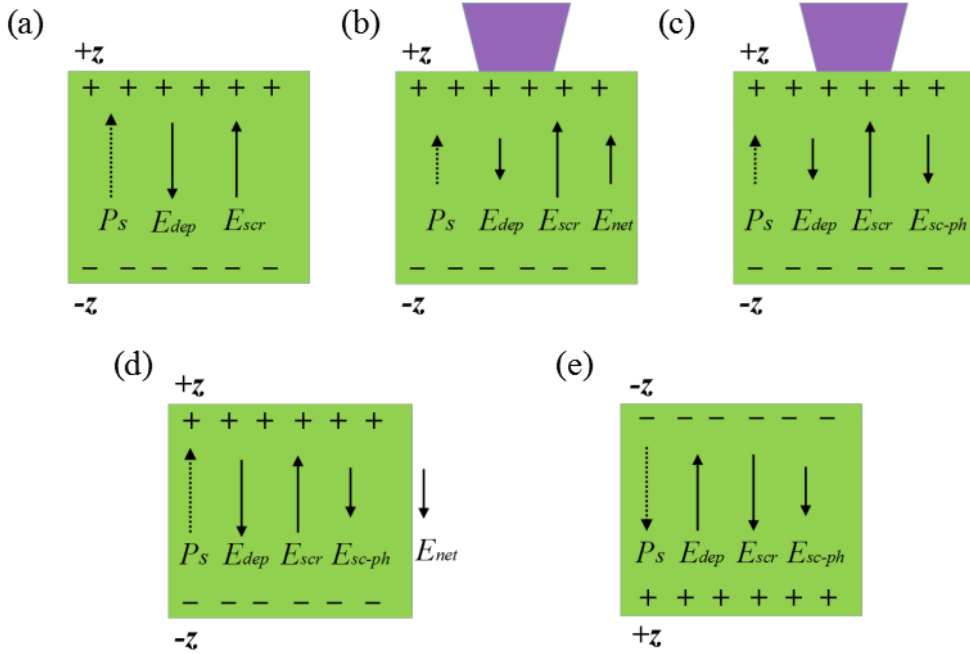 (a)
+z
+ + + + + +
Ps Edep Escr
− − − − − −
-z
(b)
+z
+ + + + + +
Ps Edep Escr Enet
− − − − − −
-z
(c)
+z
+ + + + + +
Ps Edep Escr Esc-ph
− − − − − −
-z
(d)
+z
+ + + + + +
Ps Edep Escr Esc-ph Enet
− − − − − −
-z
(e)
-z
− − − − − −
Ps Edep Escr Esc-ph
+ + + + + +
+z